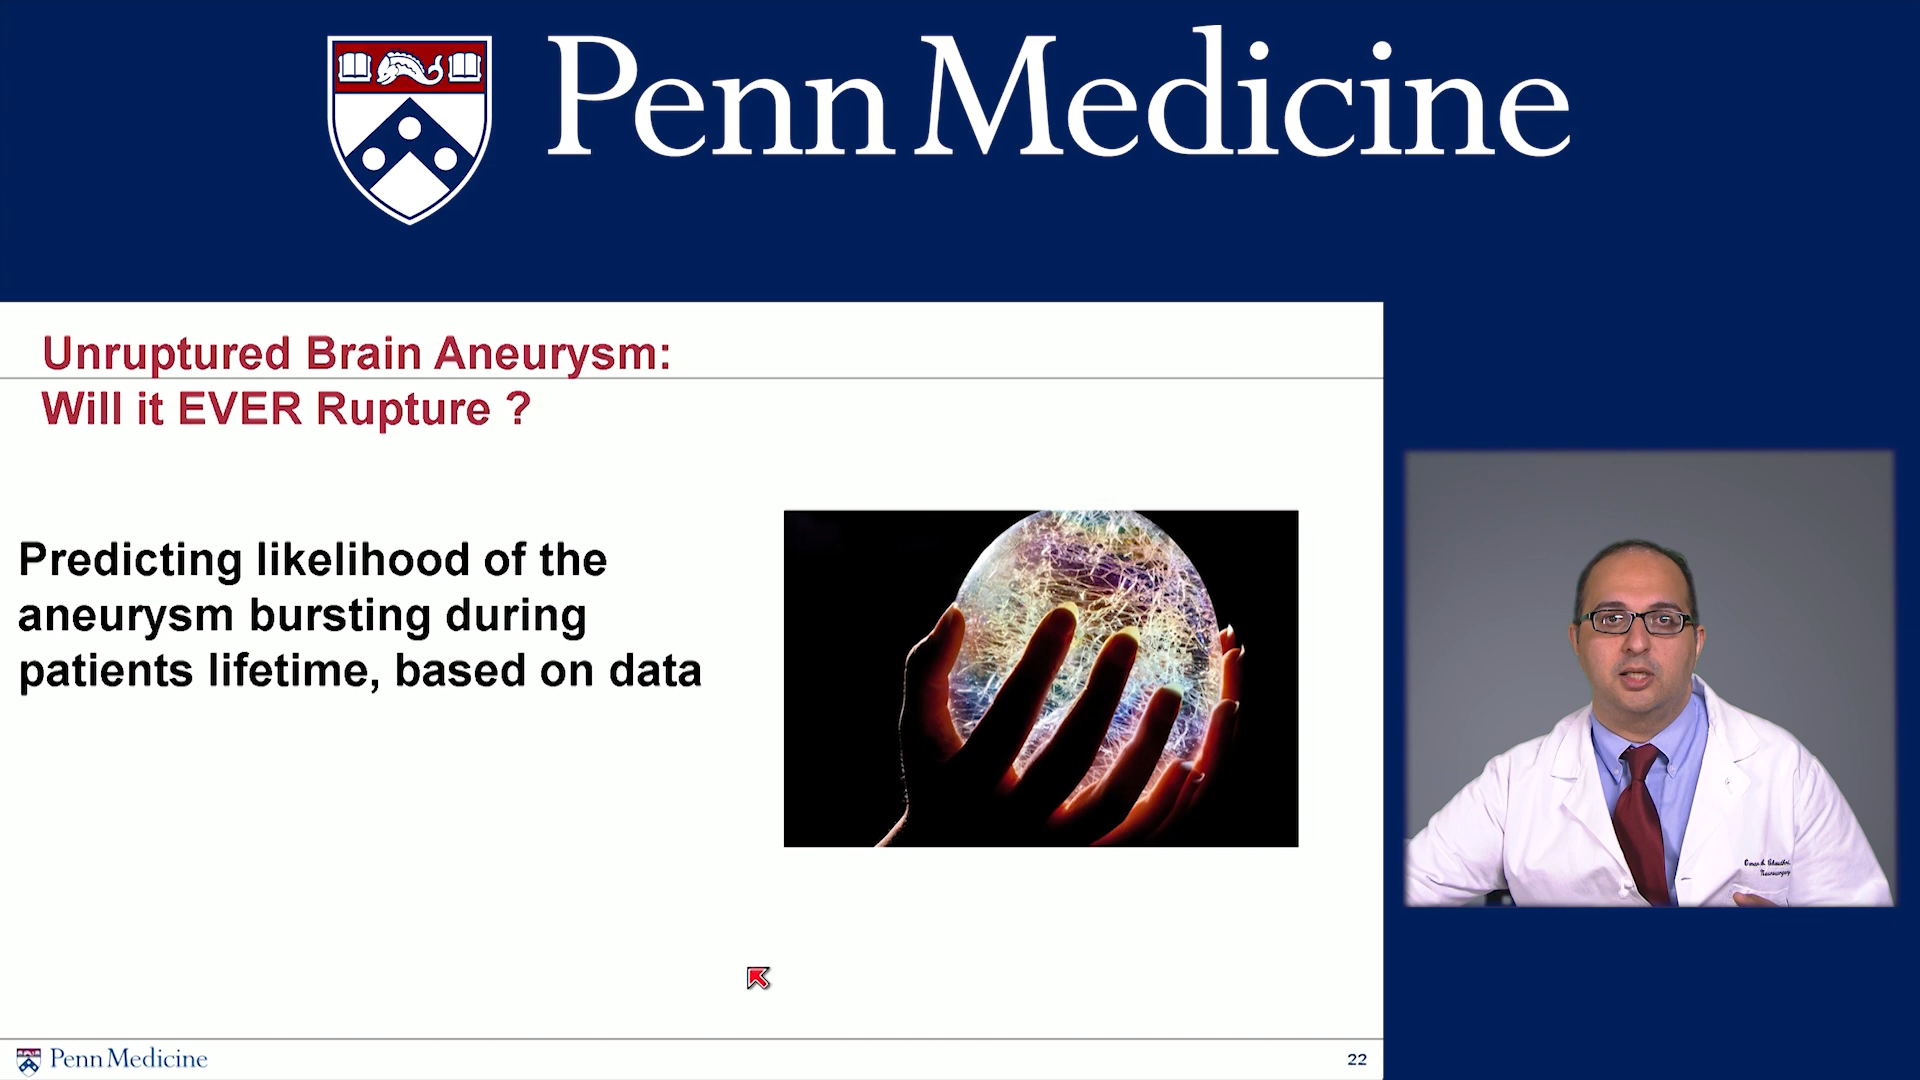 Penn Medicine
Unruptured Brain Aneurysm:
Will it EVER Rupture ?
Predicting likelihood of the
aneurysm bursting during
patients lifetime, based on data
Neurosurgery
Penn Medicine
22